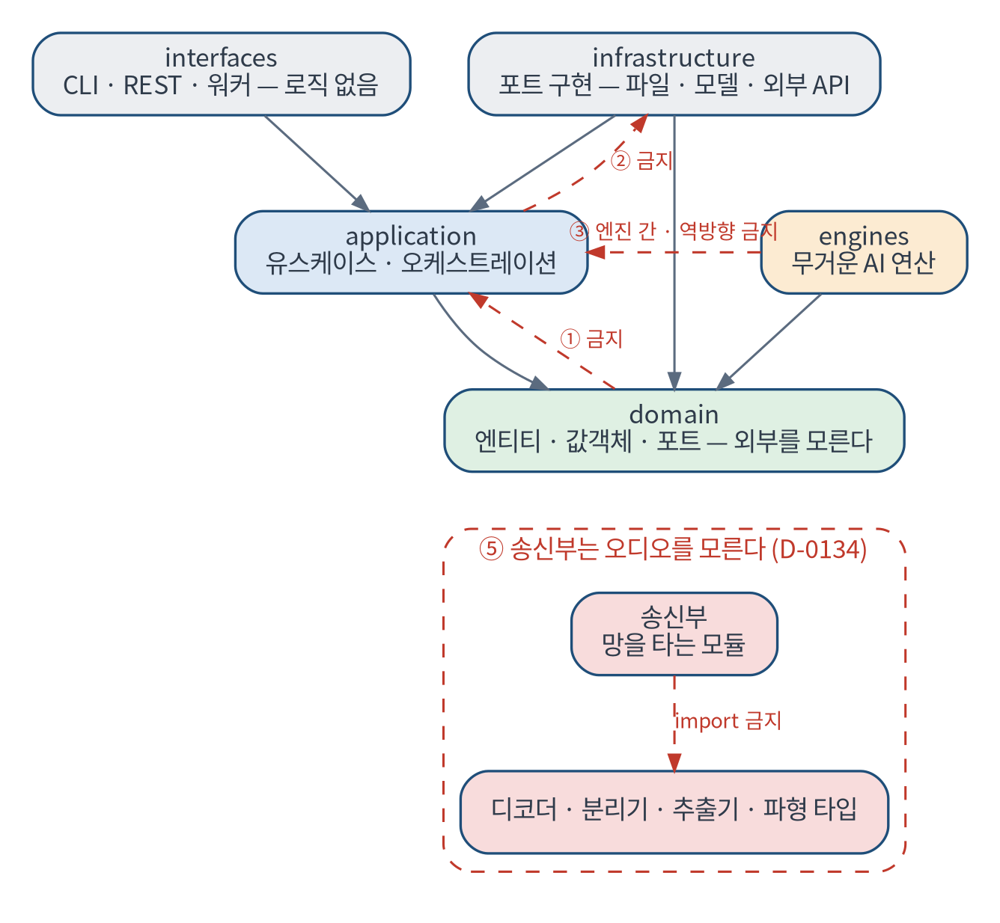 interfaces
CLI · REST · 워커 — 로직 없음
infrastructure
포트 구현 — 파일 · 모델 · 외부 API
② 금지
③ 엔진 간 · 역방향 금지
application
유스케이스 · 오케스트레이션
engines
무거운 AI 연산
① 금지
domain
엔티티 · 값객체 · 포트 — 외부를 모른다
⑤ 송신부는 오디오를 모른다 (D-0134)
송신부
망을 타는 모듈
import 금지
디코더 · 분리기 · 추출기 · 파형 타입